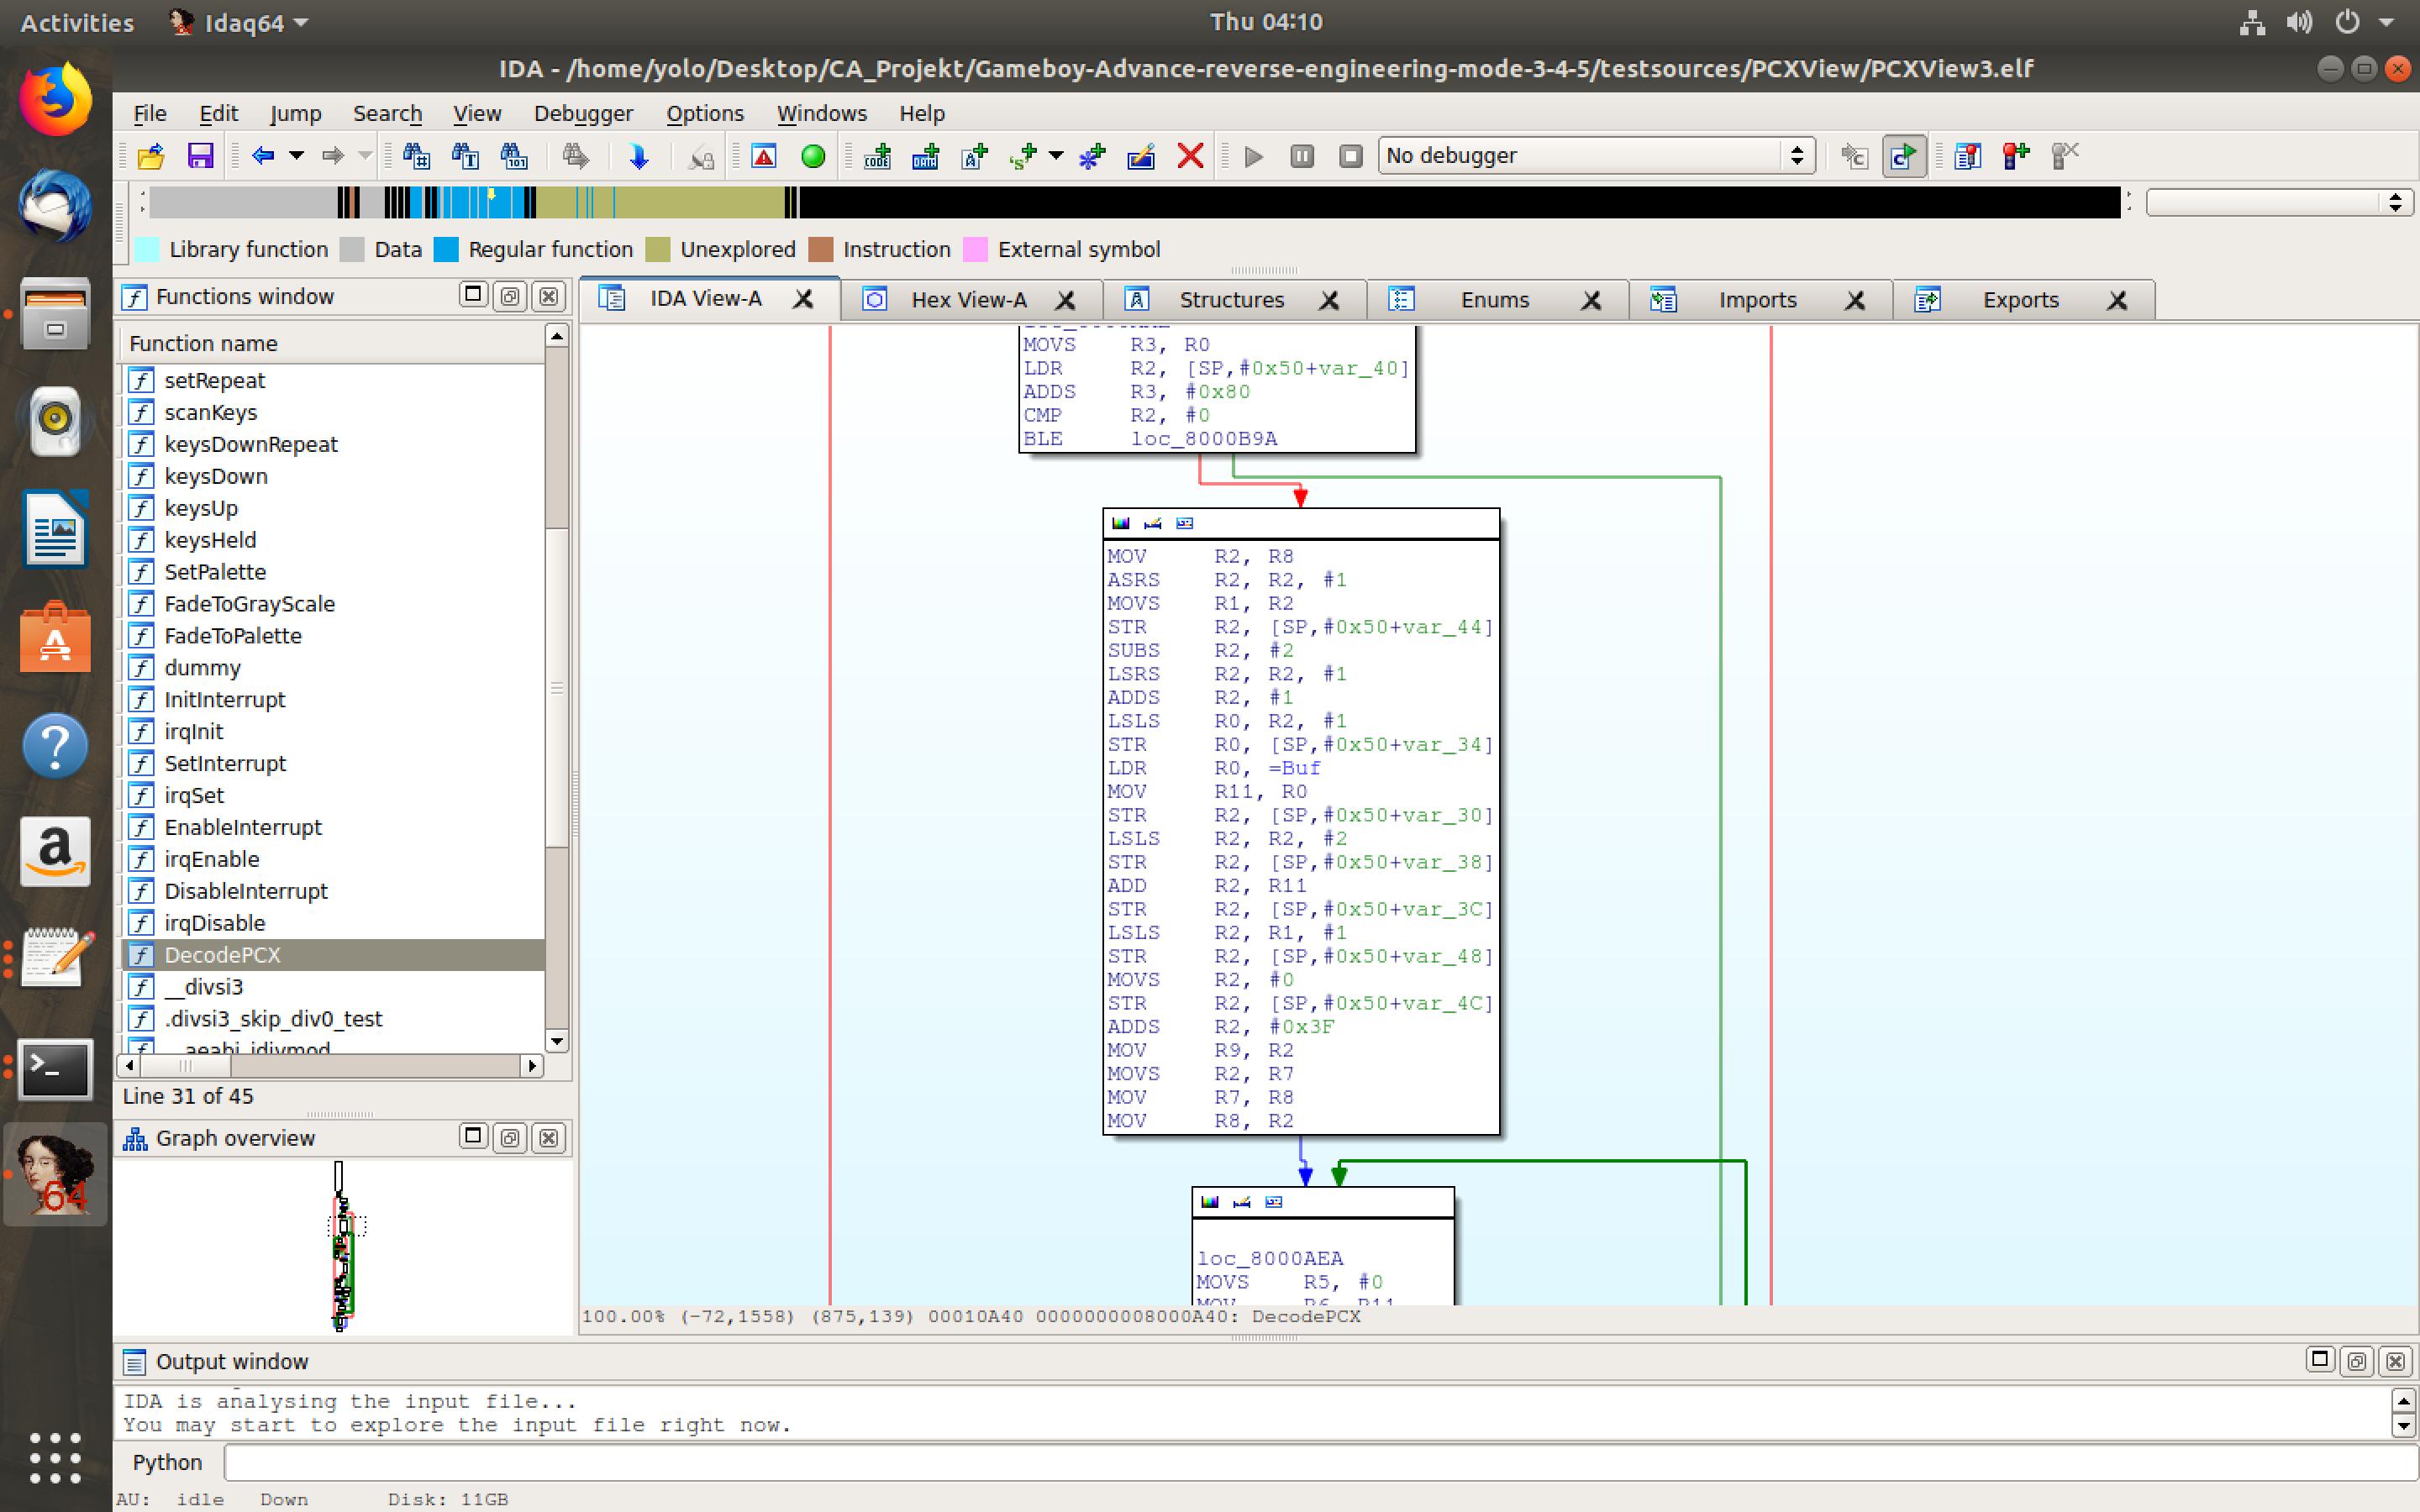 Activities Idaq64 Thu 04:10
IDA - /home/yolo/Desktop/CA_Projekt/Gameboy-Advance-reverse-engineering-mode-3-4-5/testsources/PCXView/PCXView3.elf
File Edit Jump Search View Debugger Options Windows Help
No debugger
Library function Data Regular function Unexplored Instruction External symbol
Functions window
Function name
setRepeat
scanKeys
keysDownRepeat
keysDown
keysUp
keysHeld
SetPalette
FadeToGrayScale
FadeToPalette
dummy
InitInterrupt
irqInit
SetInterrupt
irqSet
EnableInterrupt
irqEnable
DisableInterrupt
irqDisable
DecodePCX
__divsi3
.divsi3_skip_div0_test
__aeabi_idivmod
Line 31 of 45
Graph overview
IDA View-A Hex View-A Structures Enums Imports Exports
MOVS R3, R0
LDR R2, [SP,#0x50+var_40]
ADDS R3, #0x80
CMP R2, #0
BLE loc_8000B9A
MOV R2, R8
ASRS R2, R2, #1
MOVS R1, R2
STR R2, [SP,#0x50+var_44]
SUBS R2, #2
LSRS R2, R2, #1
ADDS R2, #1
LSLS R0, R2, #1
STR R0, [SP,#0x50+var_34]
LDR R0, =Buf
MOV R11, R0
STR R2, [SP,#0x50+var_30]
LSLS R2, R2, #2
STR R2, [SP,#0x50+var_38]
ADD R2, R11
STR R2, [SP,#0x50+var_3C]
LSLS R2, R1, #1
STR R2, [SP,#0x50+var_48]
MOVS R2, #0
STR R2, [SP,#0x50+var_4C]
ADDS R2, #0x3F
MOV R9, R2
MOVS R2, R7
MOV R7, R8
MOV R8, R2
loc_8000AEA
MOVS R5, #0
MOV R6, R11
100.00% (-72,1558) (875,139) 00010A40 0000000008000A40: DecodePCX
Output window
IDA is analysing the input file...
You may start to explore the input file right now.
Python
AU: idle Down Disk: 11GB